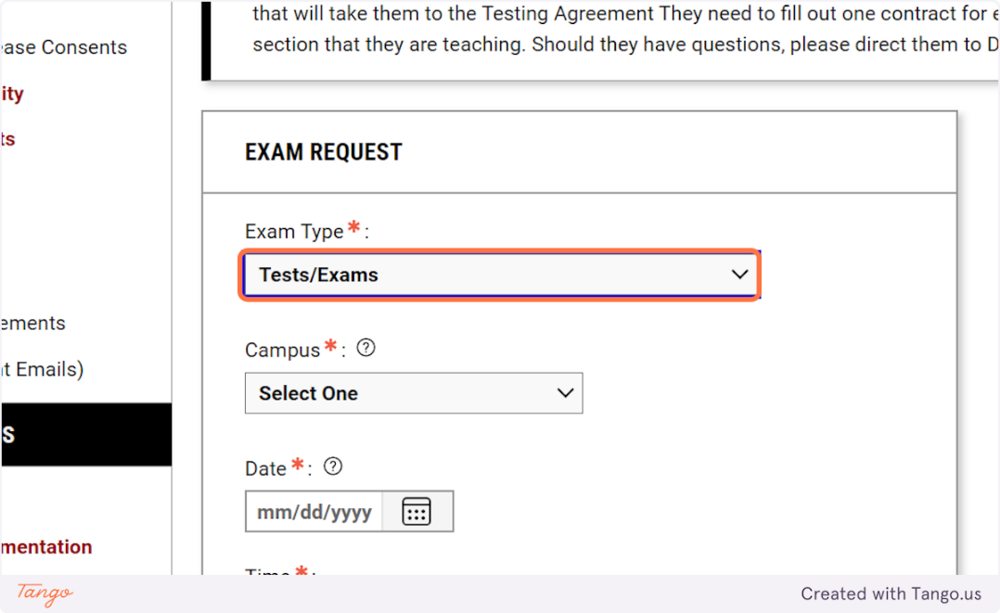 that will take them to the Testing Agreement They need to fill out one contract for
section that they are teaching. Should they have questions, please direct them to
ease Consents
ity
ts
EXAM REQUEST
Exam Type*:
Tests/Exams
ements
Campus*: ?
t Emails)
Select One
S
Date*: ?
mm/dd/yyyy
mentation
Time*:
Tango
Created with Tango.us